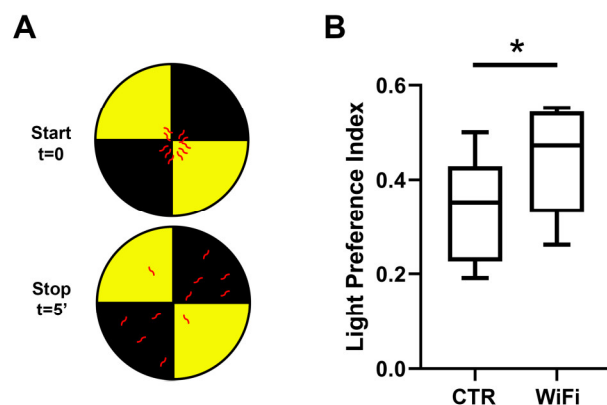 A
Start
t=0
Stop
t=5'
B
*
Light Preference Index
0.6
0.4
0.2
0.0
CTR
WiFi